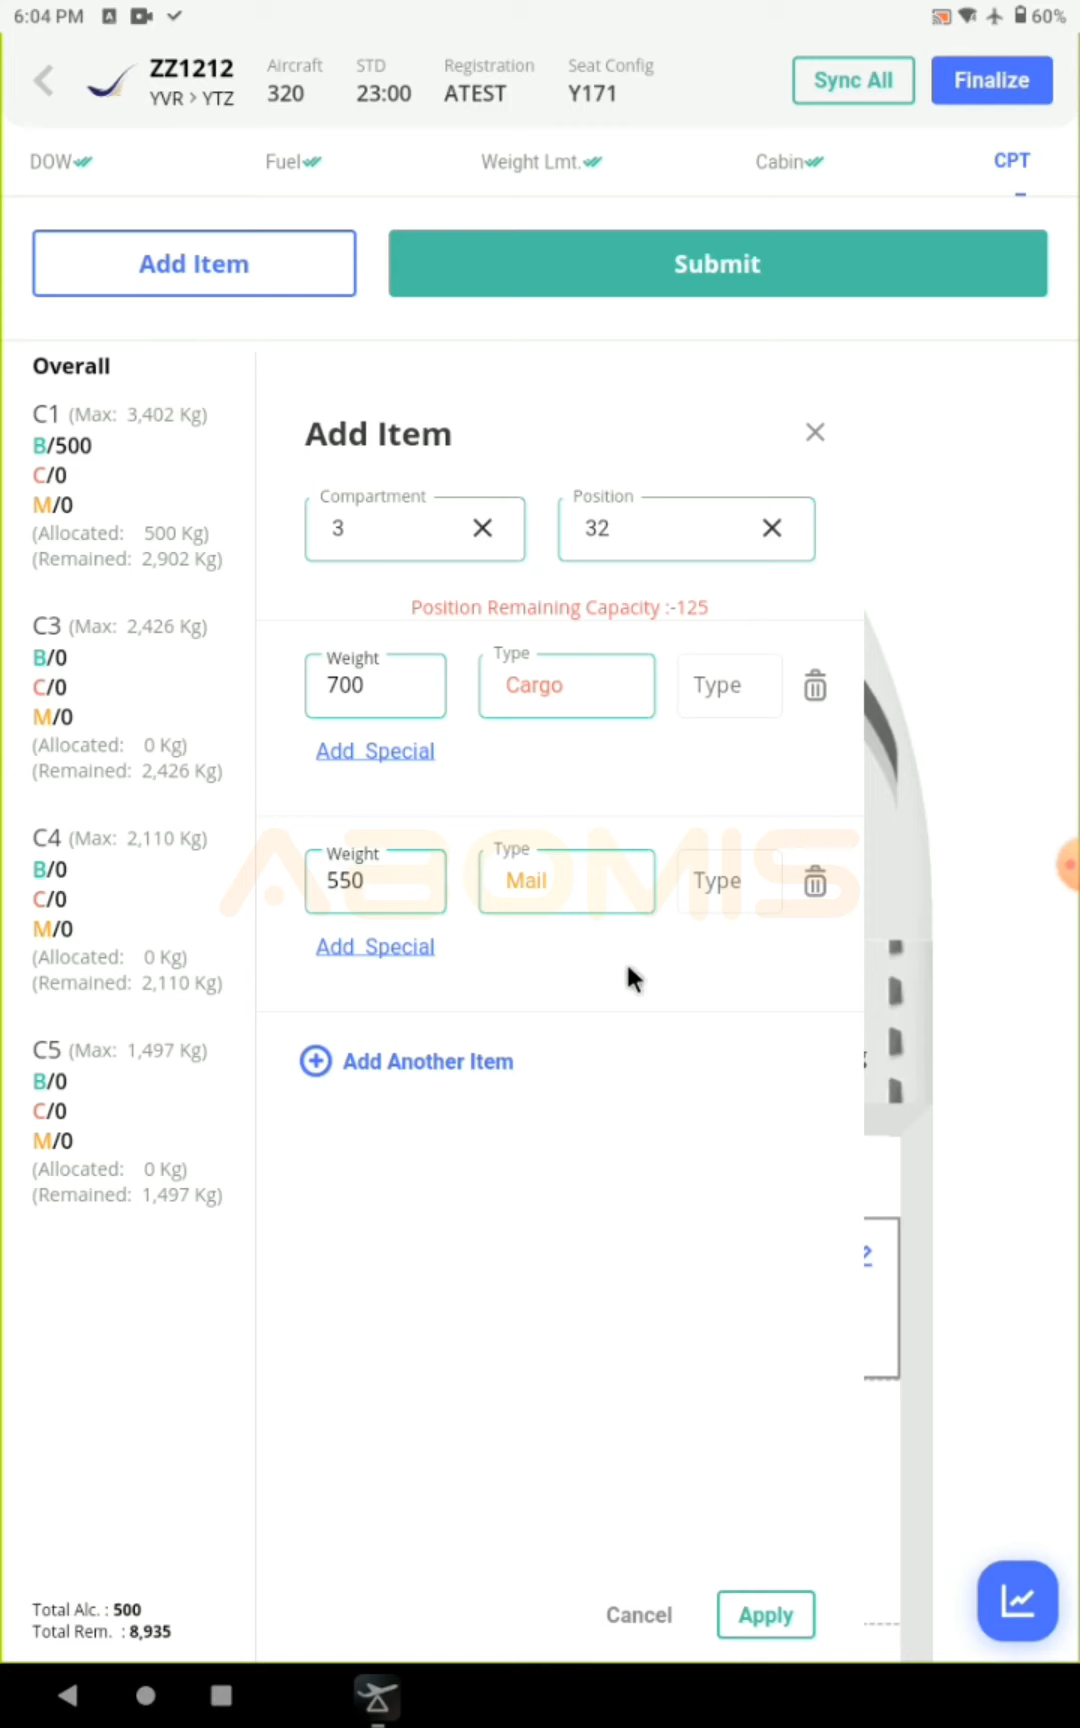 6:04 PM
60%
ZZ1212
YVR > YTZ
Aircraft
320
STD
23:00
Registration
ATEST
Seat Config
Y171
Sync All
Finalize
DOW
Fuel
Weight Lmt.
Cabin
CPT
Add Item
Submit
Overall
C1 (Max: 3,402 Kg)
B/500
C/0
M/0
(Allocated: 500 Kg)
(Remained: 2,902 Kg)
C3 (Max: 2,426 Kg)
B/0
C/0
M/0
(Allocated: 0 Kg)
(Remained: 2,426 Kg)
C4 (Max: 2,110 Kg)
B/0
C/0
M/0
(Allocated: 0 Kg)
(Remained: 2,110 Kg)
C5 (Max: 1,497 Kg)
B/0
C/0
M/0
(Allocated: 0 Kg)
(Remained: 1,497 Kg)
Total Alc. : 500
Total Rem. : 8,935
Add Item
Compartment
3
Position
32
Position Remaining Capacity :-125
Weight
700
Type
Cargo
Type
Add Special
Weight
550
Type
Mail
Type
Add Special
ABOMIS
Add Another Item
Cancel
Apply